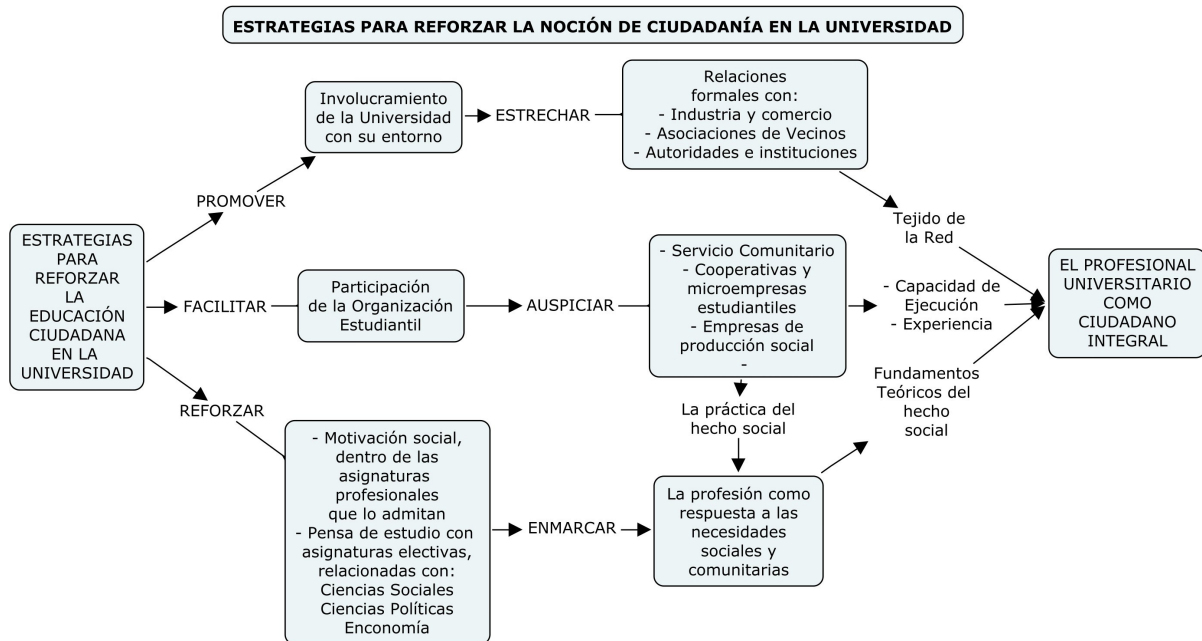 ESTRATEGIAS PARA REFORZAR LA NOCIÓN DE CIUDADANÍA EN LA UNIVERSIDAD
Involucramiento
de la Universidad
con su entorno
ESTRECHAR
Relaciones
formales con:
- Industria y comercio
- Asociaciones de Vecinos
- Autoridades e instituciones
PROMOVER
Tejido de
la Red
ESTRATEGIAS
PARA
REFORZAR
LA
EDUCACIÓN
CIUDADANA
EN LA
UNIVERSIDAD
FACILITAR
Participación
de la Organización
Estudiantil
AUSPICIAR
- Servicio Comunitario
- Cooperativas y
microempresas
estudiantiles
- Empresas de
producción social
-
- Capacidad de
Ejecución
- Experiencia
EL PROFESIONAL
UNIVERSITARIO
COMO
CIUDADANO
INTEGRAL
REFORZAR
La práctica del
hecho social
Fundamentos
Teóricos del
hecho
social
- Motivación social,
dentro de las
asignaturas
profesionales
que lo admitan
- Pensa de estudio con
asignaturas electivas,
relacionadas con:
Ciencias Sociales
Ciencias Políticas
Enconomía
ENMARCAR
La profesión como
respuesta a las
necesidades
sociales y
comunitarias